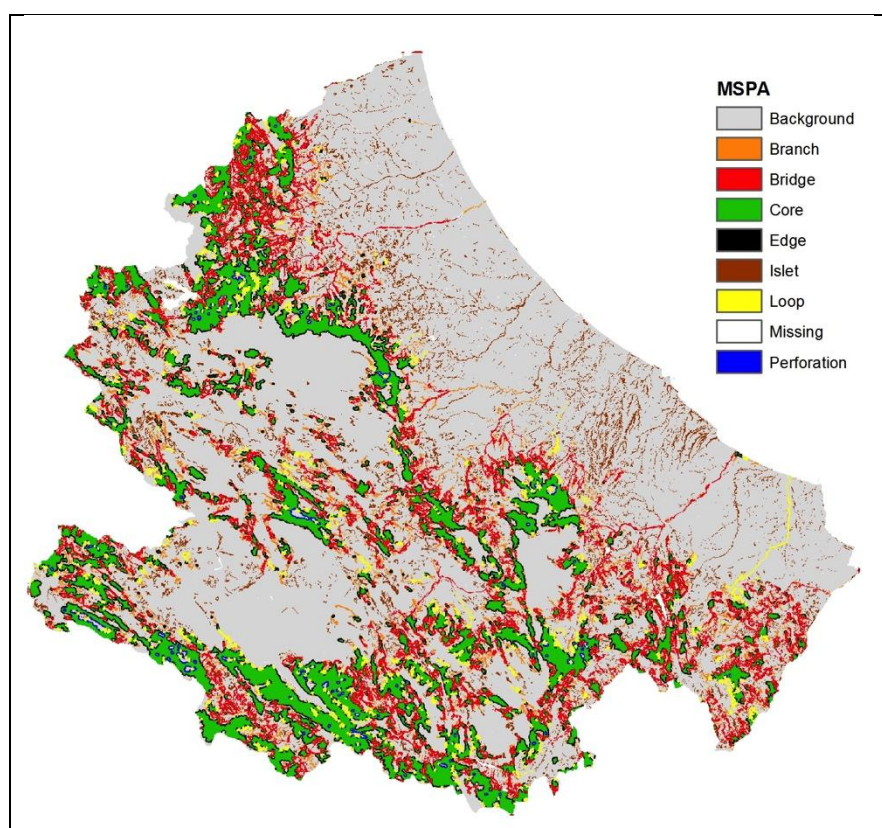 MSPA
Background
Branch
Bridge
Core
Edge
Islet
Loop
Missing
Perforation